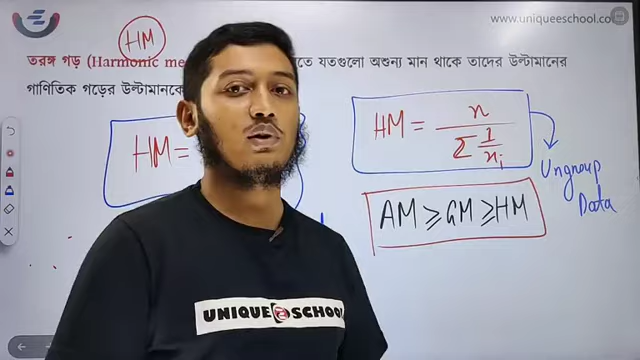 www.uniqueeschool.com
HM
তরঙ্গ গড় (Harmonic me তে যতগুলো অশুন্য মান থাকে তাদের উল্টামানের
গাণিতিক গড়ের উল্টামানকে
HM =
HM = n / Σ 1/xᵢ
Ungroup
Data
AM ≥ GM ≥ HM
UNIQUE SCHOOL